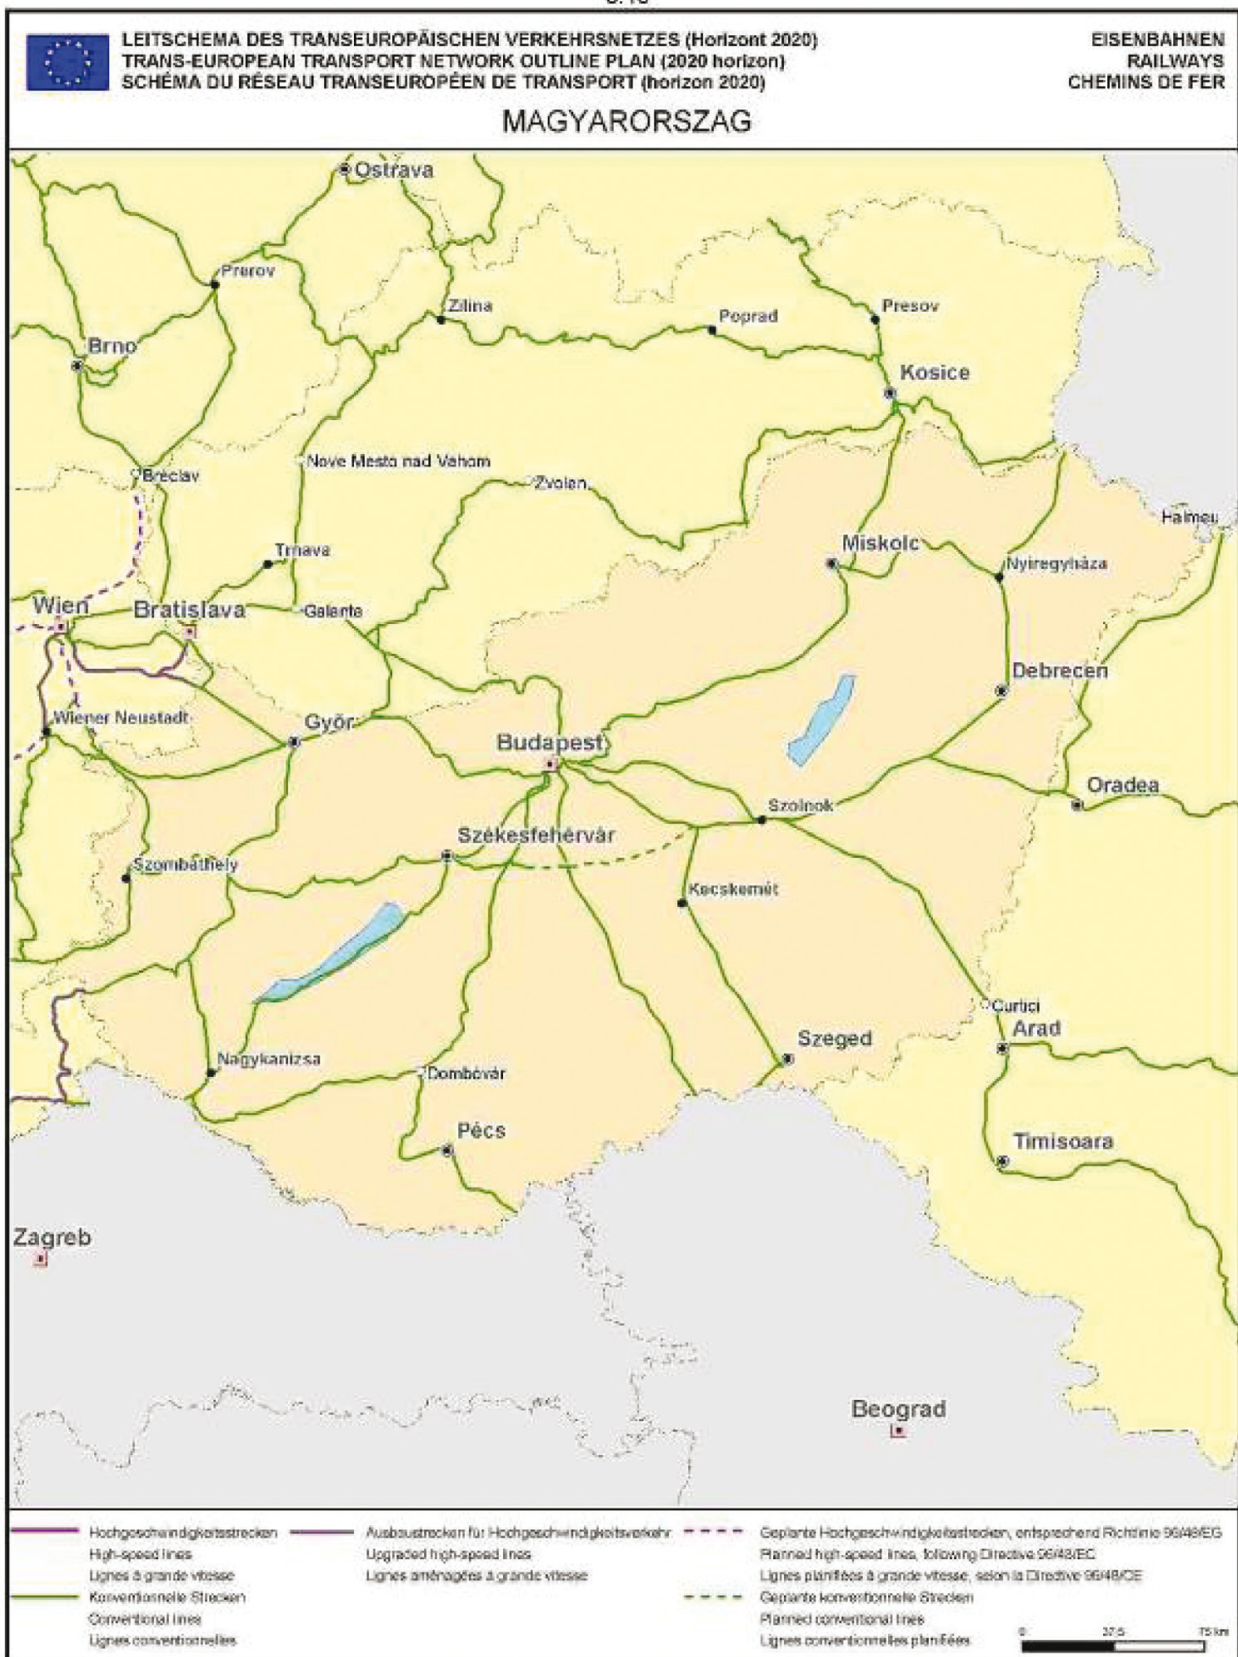 LEITSCHEMA DES TRANSEUROPÄISCHEN VERKEHRSNETZES (Horizont 2020)
TRANS-EUROPEAN TRANSPORT NETWORK OUTLINE PLAN (2020 horizon)
SCHÉMA DU RÉSEAU TRANSEUROPÉEN DE TRANSPORT (horizon 2020)
EISENBAHNEN
RAILWAYS
CHEMINS DE FER
MAGYARORSZAG
Ostrava
Prerov
Zilina
Poprad
Presov
Brno
Kosice
Nove Mesto nad Vahom
Breclav
Zvolen
Halmeu
Trnava
Miskolc
Nyíregyháza
Wien
Bratislava
Galanta
Debrecen
Wiener Neustadt
Györ
Budapest
Oradea
Szolnok
Székesfehérvár
Szombathely
Kecskemét
Curtici
Arad
Szeged
Nagykanizsa
Dombóvár
Pécs
Timisoara
Zagreb
Beograd
Hochgeschwindigkeitsstrecken
High-speed lines
Lignes à grande vitesse
Konventionelle Strecken
Conventional lines
Lignes conventionnelles
Ausbaustrecken für Hochgeschwindigkeitsverkehr
Upgraded high-speed lines
Lignes aménagées à grande vitesse
Geplante Hochgeschwindigkeitsstrecken, entsprechend Richtlinie 96/48/EG
Planned high-speed lines, following Directive 96/48/EC
Lignes planifiées à grande vitesse, selon la Directive 96/48/CE
Geplante konventionelle Strecken
Planned conventional lines
Lignes conventionnelles planifiées
0 37,5 75 km